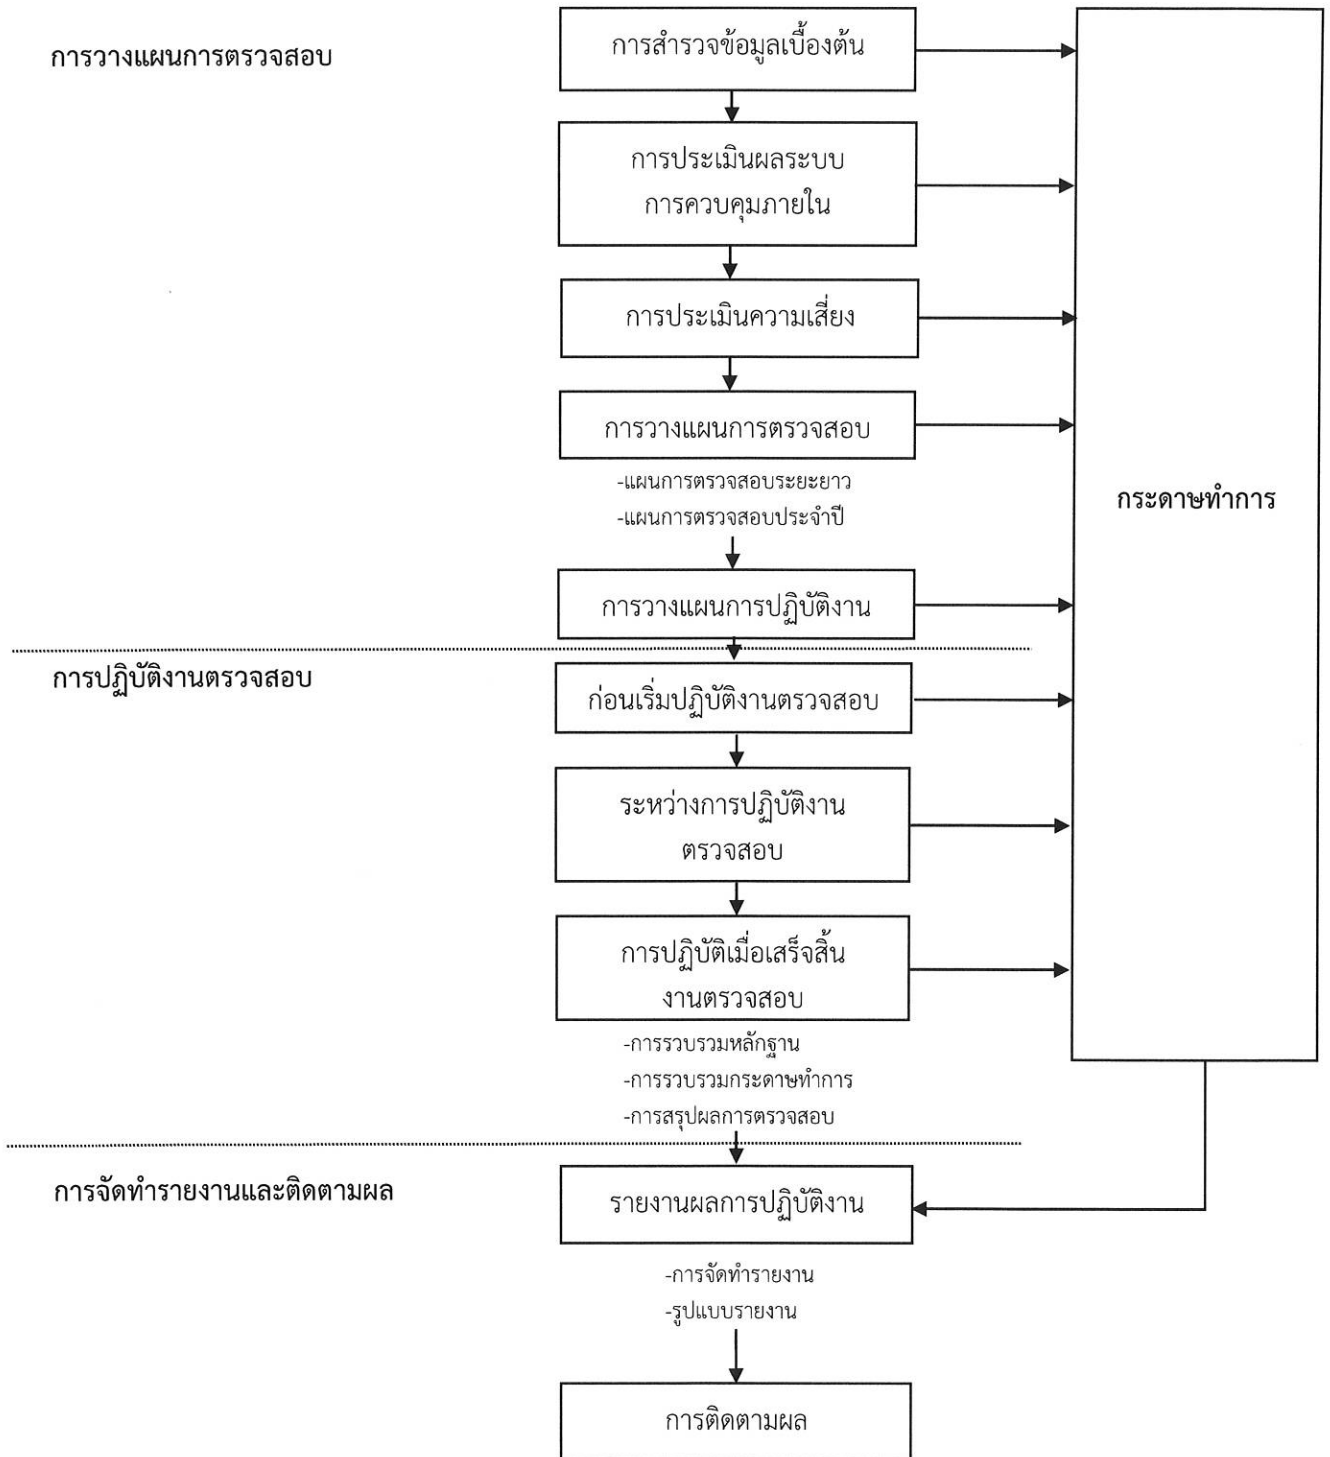 การวางแผนการตรวจสอบ
การสำรวจข้อมูลเบื้องต้น
การประเมินผลระบบ
การควบคุมภายใน
การประเมินความเสี่ยง
การวางแผนการตรวจสอบ
-แผนการตรวจสอบระยะยาว
-แผนการตรวจสอบประจำปี
กระดาษทำการ
การวางแผนการปฏิบัติงาน
การปฏิบัติงานตรวจสอบ
ก่อนเริ่มปฏิบัติงานตรวจสอบ
ระหว่างการปฏิบัติงาน
ตรวจสอบ
การปฏิบัติเมื่อเสร็จสิ้น
งานตรวจสอบ
-การรวบรวมหลักฐาน
-การรวบรวมกระดาษทำการ
-การสรุปผลการตรวจสอบ
การจัดทำรายงานและติดตามผล
รายงานผลการปฏิบัติงาน
-การจัดทำรายงาน
-รูปแบบรายงาน
การติดตามผล